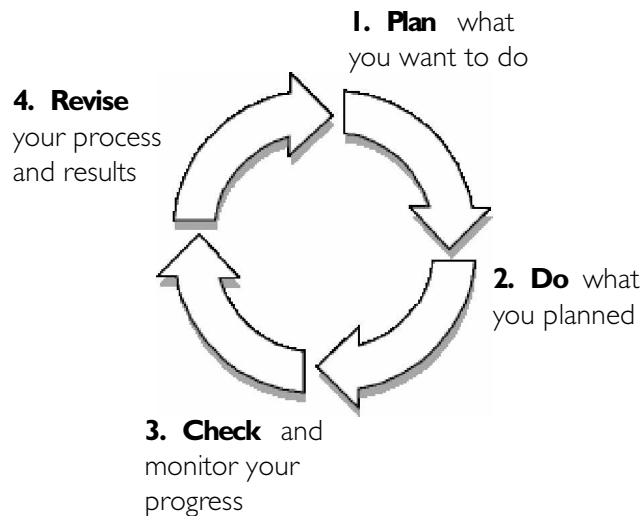 1. Plan what
you want to do
2. Do what
you planned
3. Check and
monitor your
progress
4. Revise
your process
and results